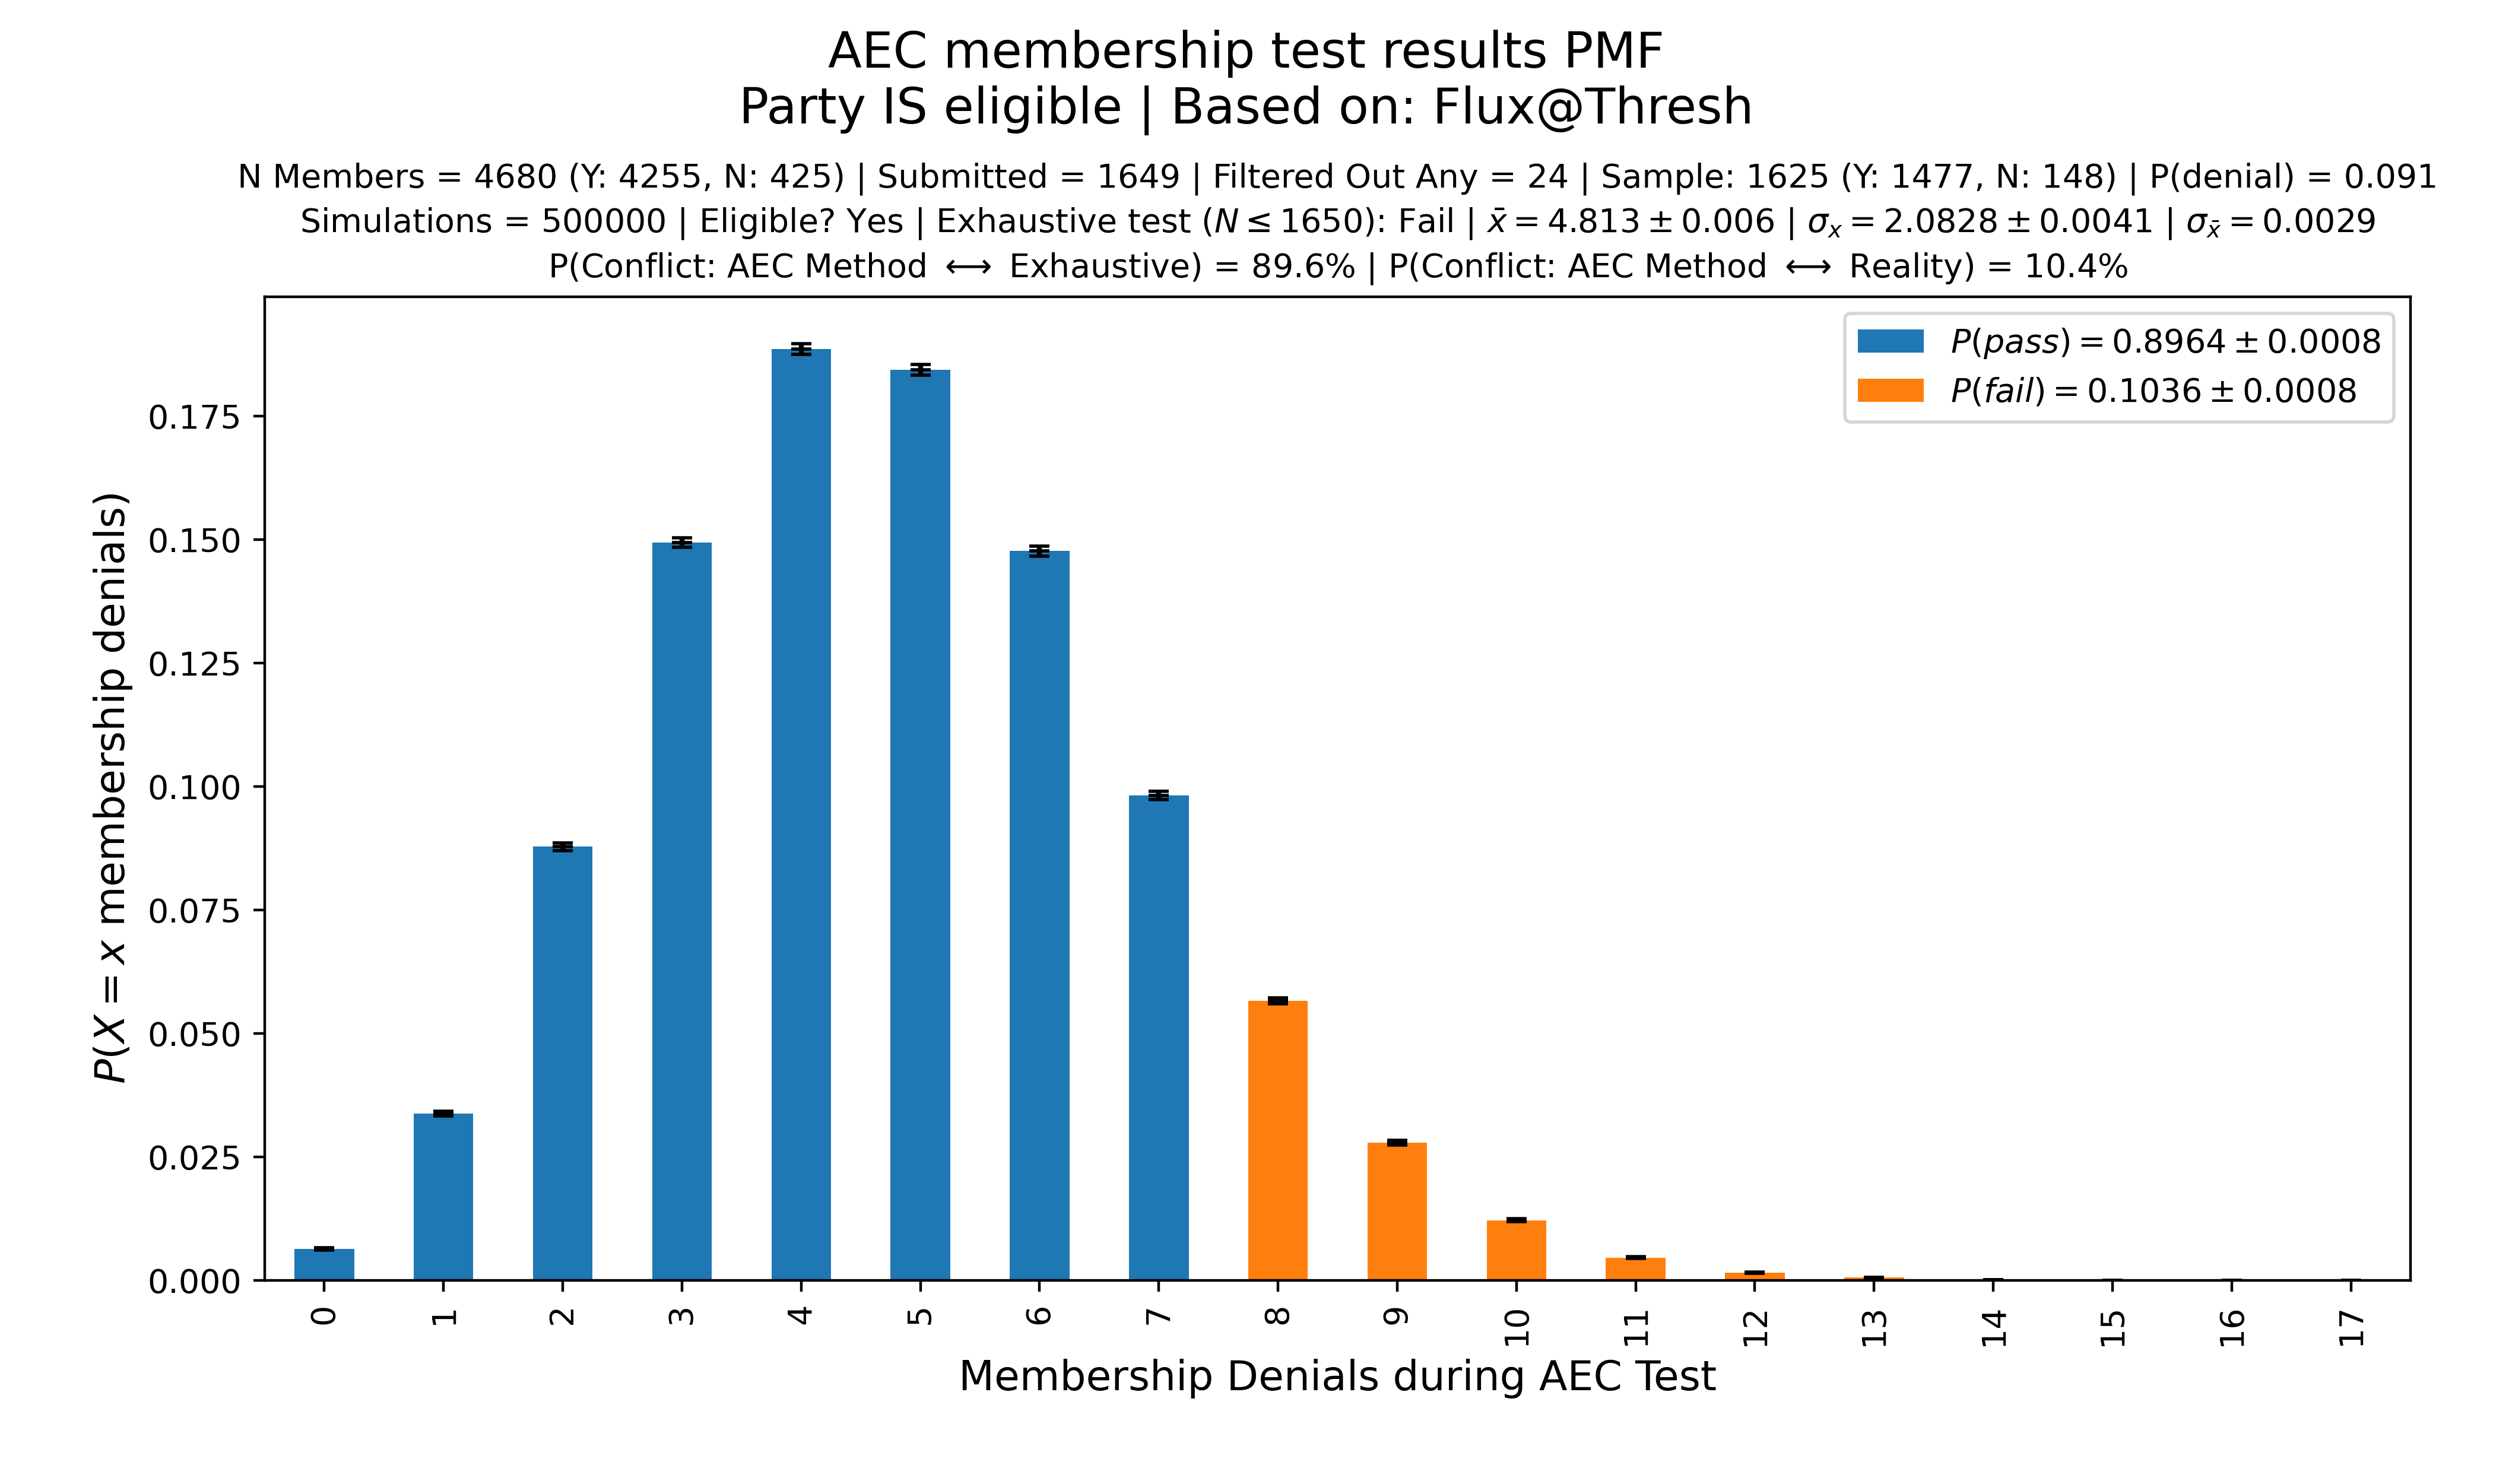 AEC membership test results PMF
Party IS eligible | Based on: Flux@Thresh
N Members = 4680 (Y: 4255, N: 425) | Submitted = 1649 | Filtered Out Any = 24 | Sample: 1625 (Y: 1477, N: 148) | P(denial) = 0.091
Simulations = 500000 | Eligible? Yes | Exhaustive test (N ≤ 1650): Fail | x̄ = 4.813 ± 0.006 | σₓ = 2.0828 ± 0.0041 | σ_x̄ = 0.0029
P(Conflict: AEC Method ⟷ Exhaustive) = 89.6% | P(Conflict: AEC Method ⟷ Reality) = 10.4%
P(pass) = 0.8964 ± 0.0008
P(fail) = 0.1036 ± 0.0008
P(X = x membership denials)
0.175
0.150
0.125
0.100
0.075
0.050
0.025
0.000
0 1 2 3 4 5 6 7 8 9 10 11 12 13 14 15 16 17
Membership Denials during AEC Test